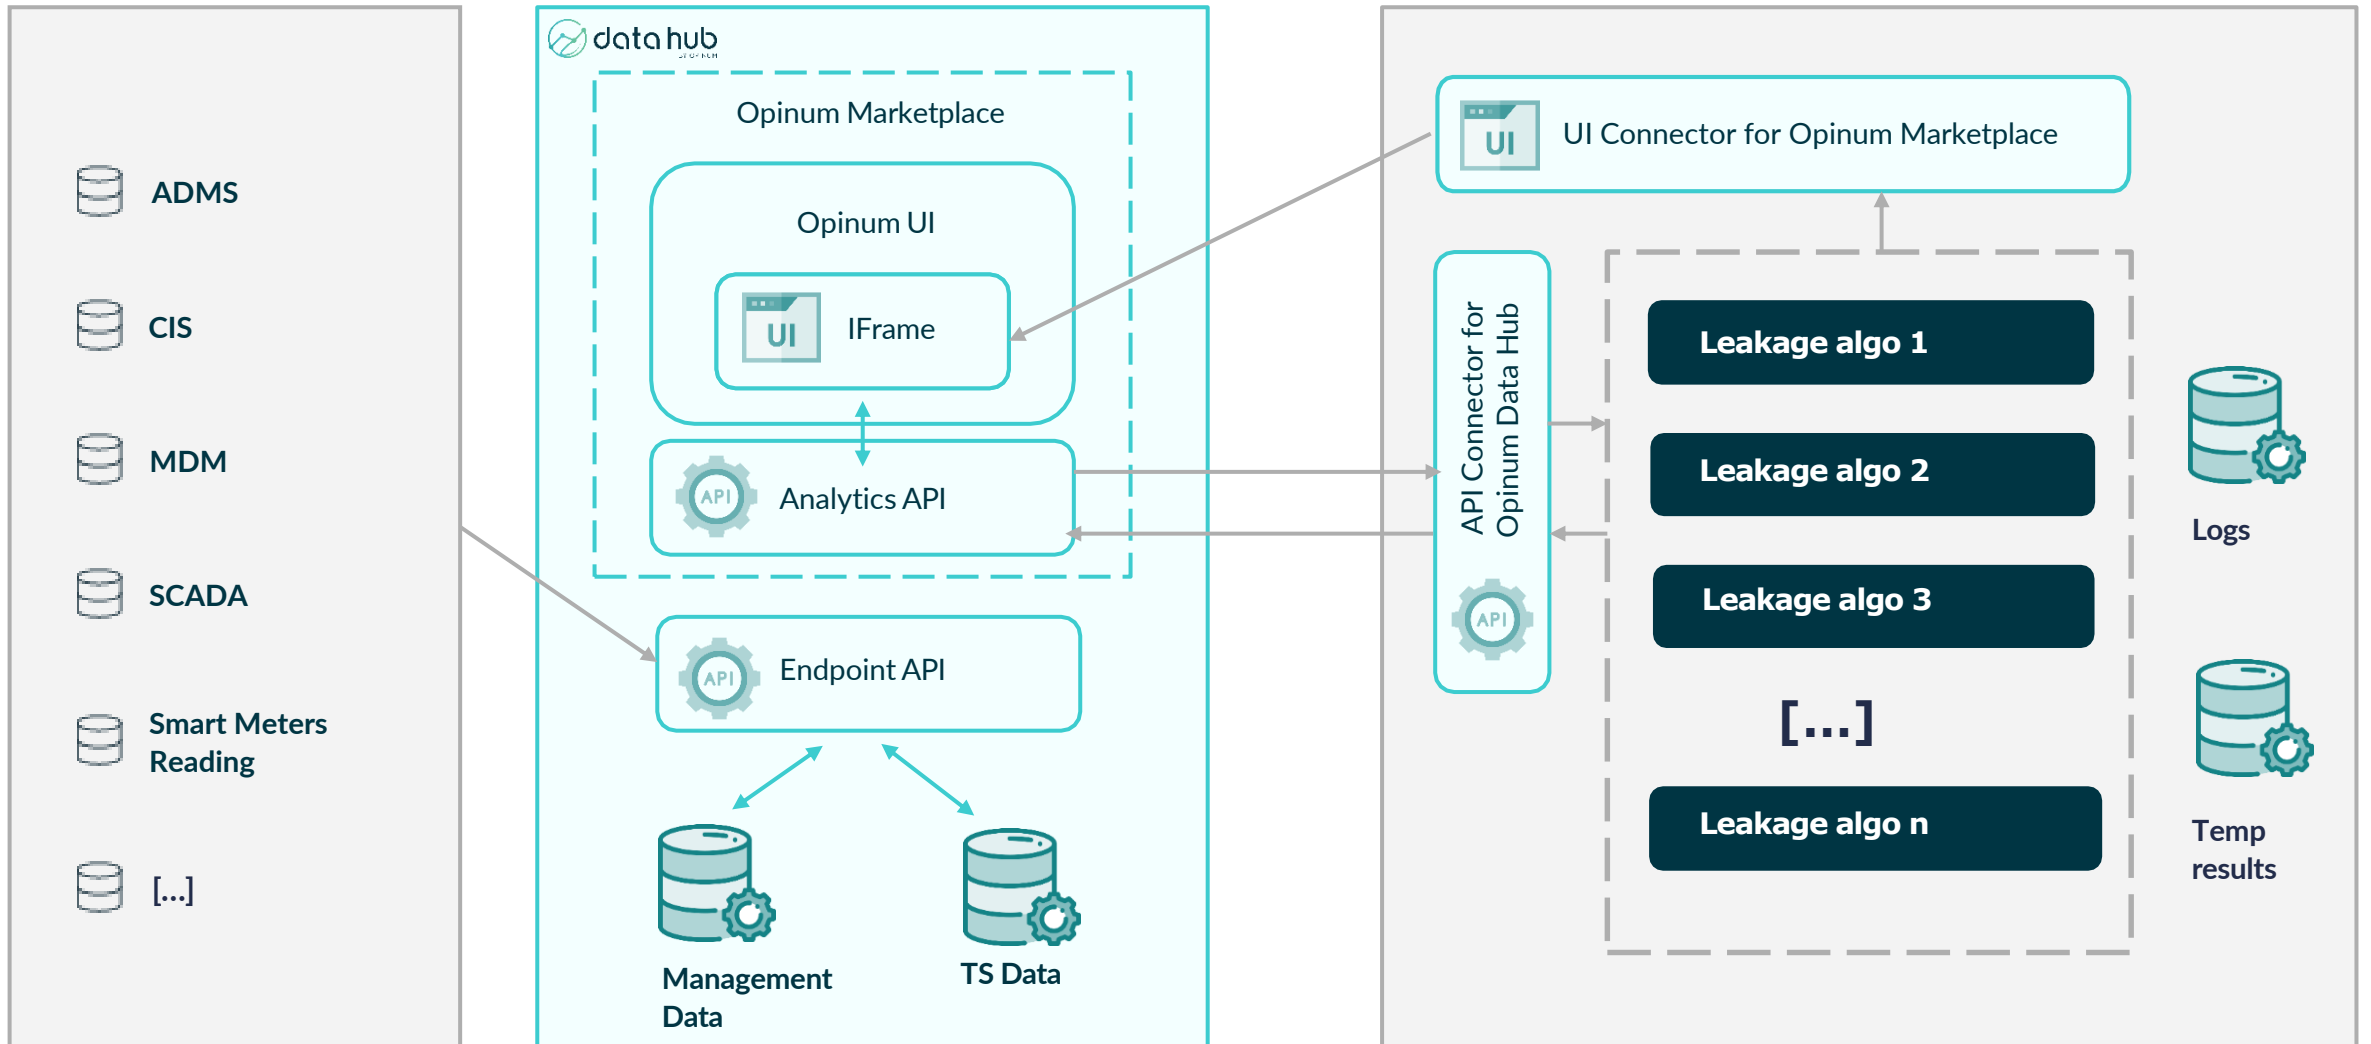 ADMS
CIS
MDM
SCADA
Smart Meters
Reading
[...]
data hub
Opinum Marketplace
Opinum UI
UI
IFrame
API
Analytics API
API
Endpoint API
Management
Data
TS Data
UI
UI Connector for Opinum Marketplace
API Connector for
Opinum Data Hub
API
Leakage algo 1
Leakage algo 2
Leakage algo 3
[...]
Leakage algo n
Logs
Temp
results